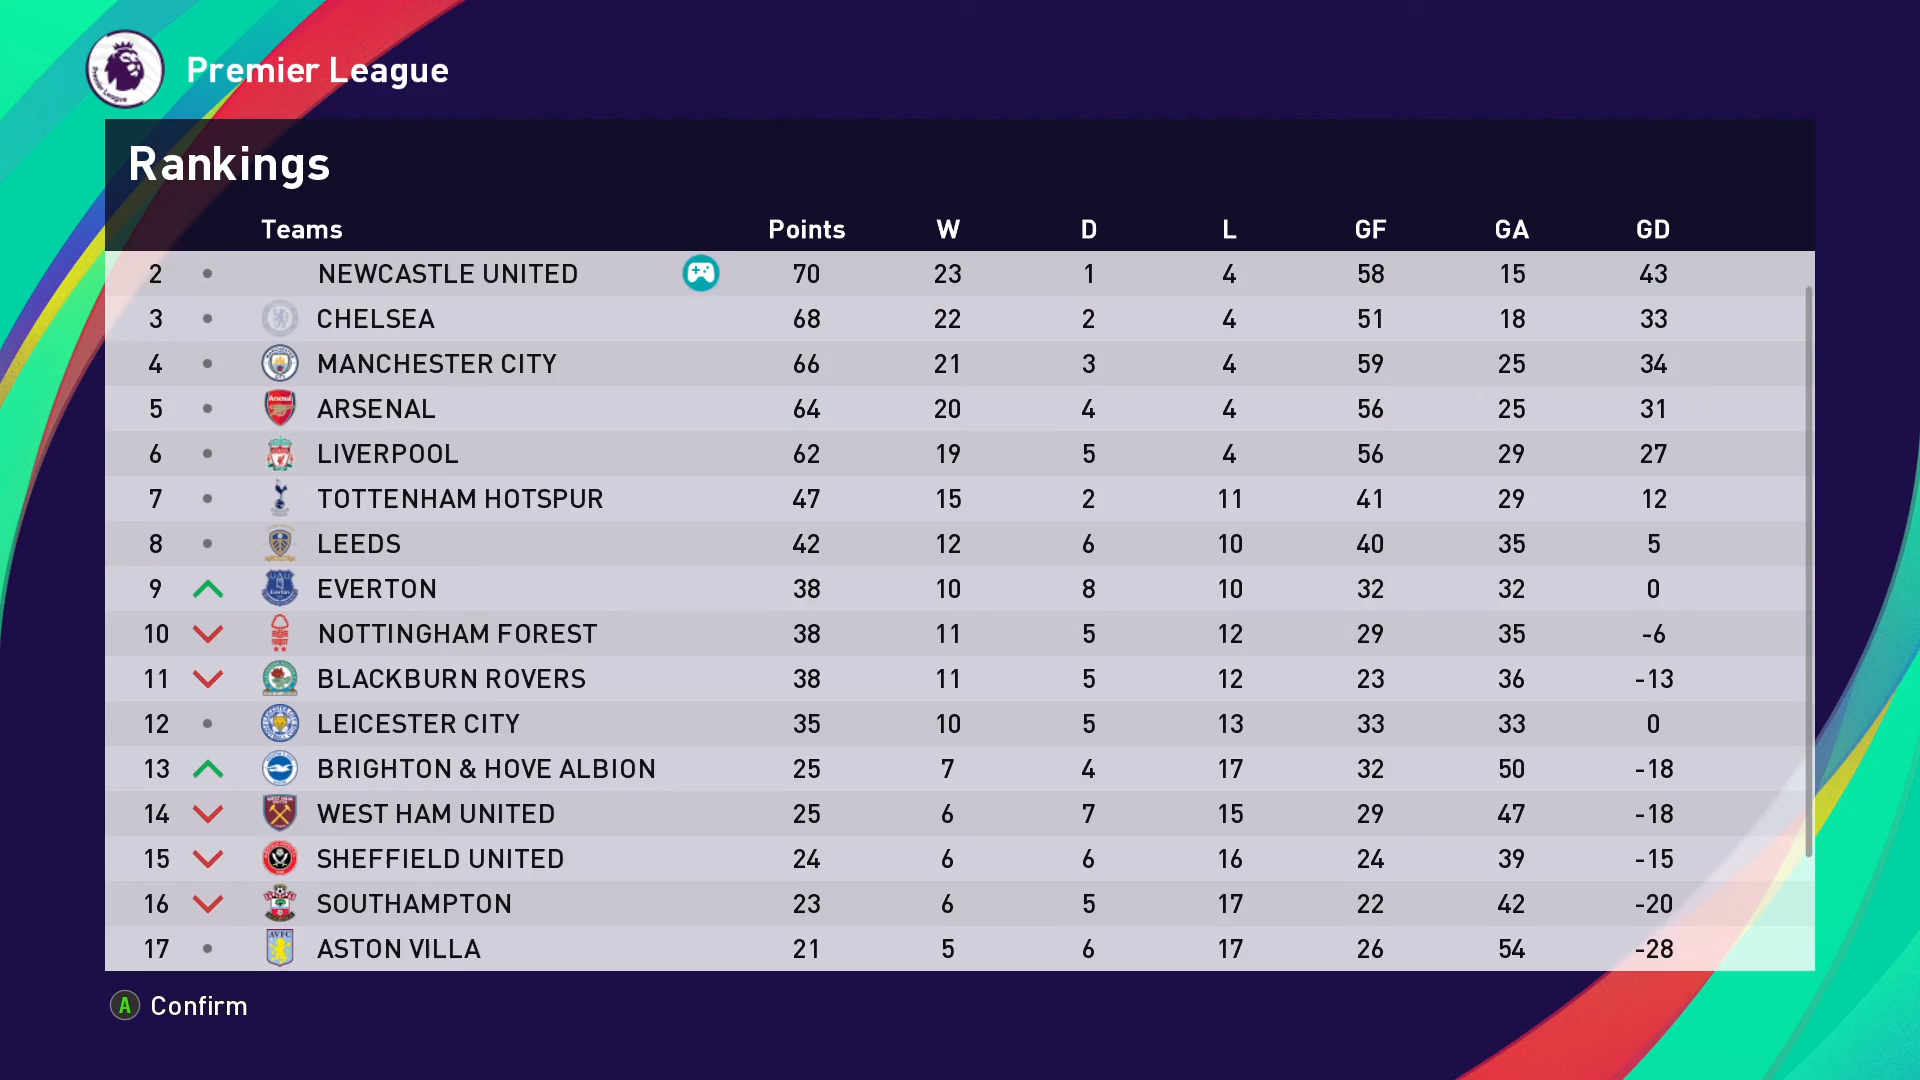 Premier League
Rankings
Teams Points W D L GF GA GD
2 NEWCASTLE UNITED 70 23 1 4 58 15 43
3 CHELSEA 68 22 2 4 51 18 33
4 MANCHESTER CITY 66 21 3 4 59 25 34
5 ARSENAL 64 20 4 4 56 25 31
6 LIVERPOOL 62 19 5 4 56 29 27
7 TOTTENHAM HOTSPUR 47 15 2 11 41 29 12
8 LEEDS 42 12 6 10 40 35 5
9 EVERTON 38 10 8 10 32 32 0
10 NOTTINGHAM FOREST 38 11 5 12 29 35 -6
11 BLACKBURN ROVERS 38 11 5 12 23 36 -13
12 LEICESTER CITY 35 10 5 13 33 33 0
13 BRIGHTON & HOVE ALBION 25 7 4 17 32 50 -18
14 WEST HAM UNITED 25 6 7 15 29 47 -18
15 SHEFFIELD UNITED 24 6 6 16 24 39 -15
16 SOUTHAMPTON 23 6 5 17 22 42 -20
17 ASTON VILLA 21 5 6 17 26 54 -28
A Confirm